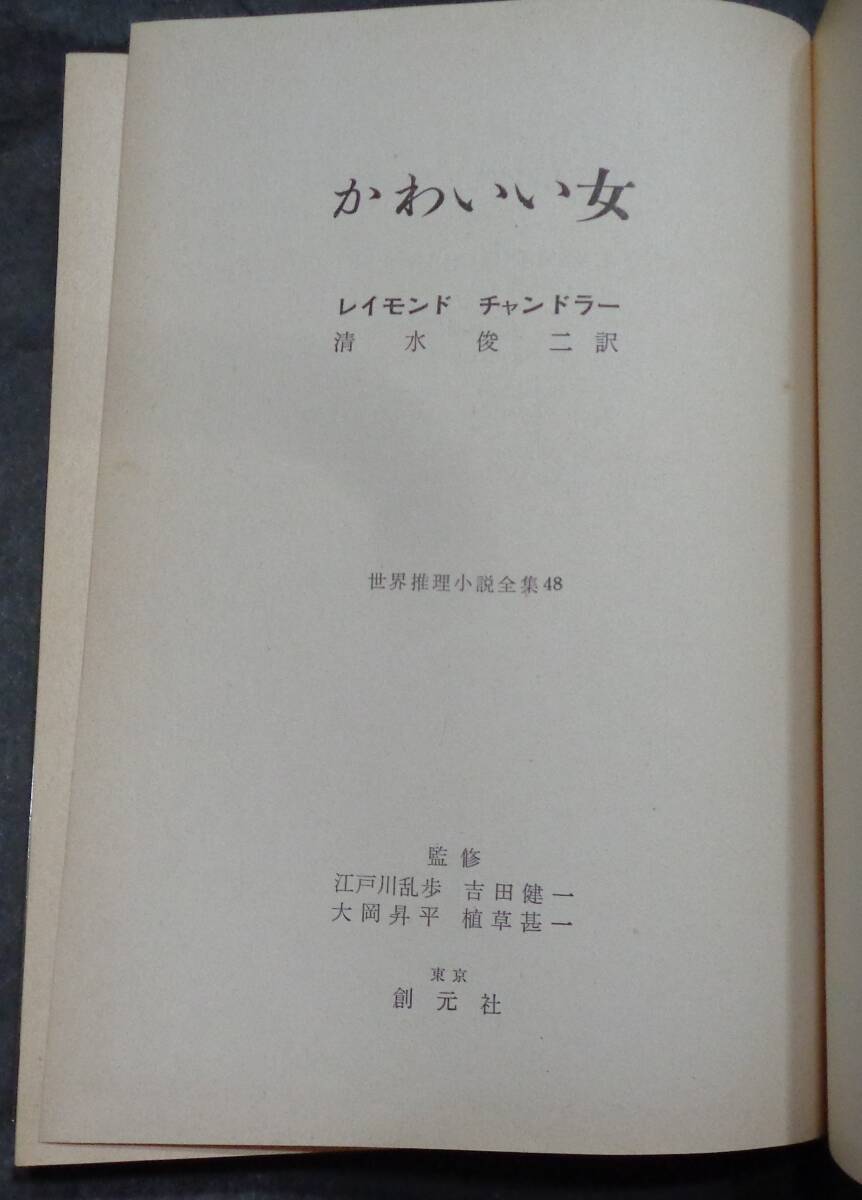 かわいい女
レイモンド チャンドラー
清水俊二訳
世界推理小説全集48
監修
江戸川乱歩 吉田健一
大岡昇平 植草甚一
東京
創元社